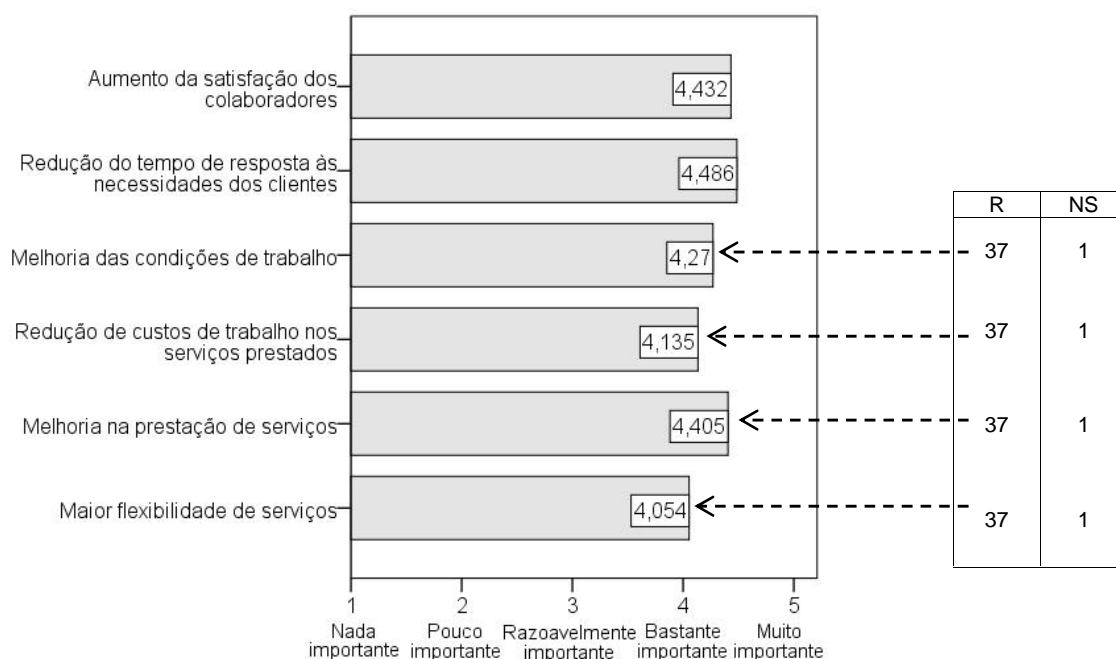 Aumento da satisfação dos
colaboradores
4,432
Redução do tempo de resposta às
necessidades dos clientes
4,486
Melhoria das condições de trabalho
4,27
Redução de custos de trabalho nos
serviços prestados
4,135
Melhoria na prestação de serviços
4,405
Maior flexibilidade de serviços
4,054
R NS
37 1
37 1
37 1
37 1
1 2 3 4 5
Nada Pouco Razoavelmente Bastante Muito
importante importante importante importante importante